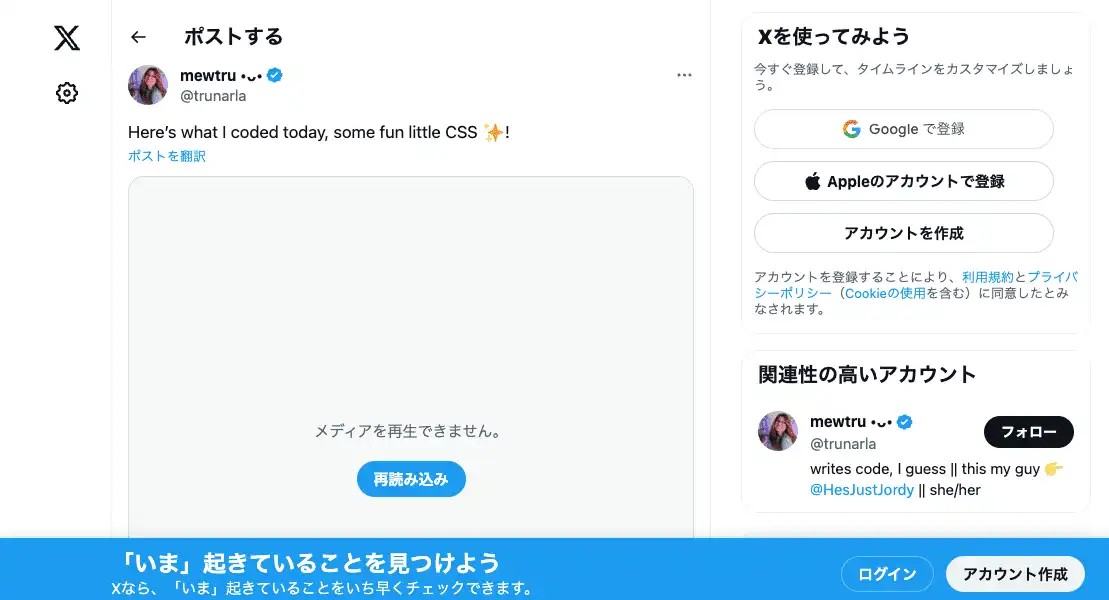 ポストする
mewtru •ᴗ•
@trunarla
Here’s what I coded today, some fun little CSS ✨!
ポストを翻訳
メディアを再生できません。
再読み込み
Xを使ってみよう
今すぐ登録して、タイムラインをカスタマイズしましょ
う。
Google で登録
Appleのアカウントで登録
アカウントを作成
アカウントを登録することにより、利用規約とプライバ
シーポリシー（Cookieの使用を含む）に同意したとみ
なされます。
関連性の高いアカウント
mewtru •ᴗ•
@trunarla
フォロー
writes code, I guess || this my guy 👉
@HesJustJordy || she/her
「いま」起きていることを見つけよう
Xなら、「いま」起きていることをいち早くチェックできます。
ログイン
アカウント作成